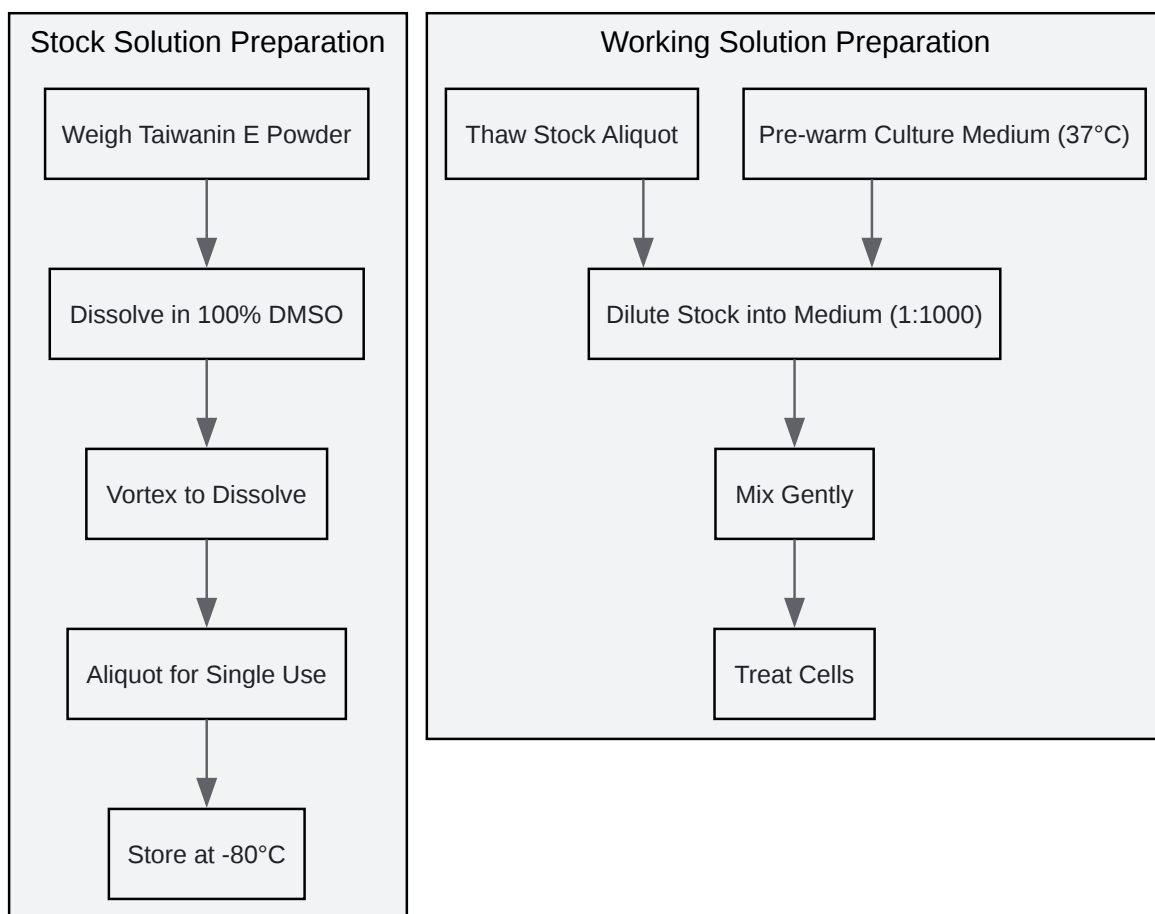 Stock Solution Preparation
Weigh Taiwanin E Powder
Dissolve in 100% DMSO
Vortex to Dissolve
Aliquot for Single Use
Store at -80°C
Working Solution Preparation
Thaw Stock Aliquot
Pre-warm Culture Medium (37°C)
Dilute Stock into Medium (1:1000)
Mix Gently
Treat Cells